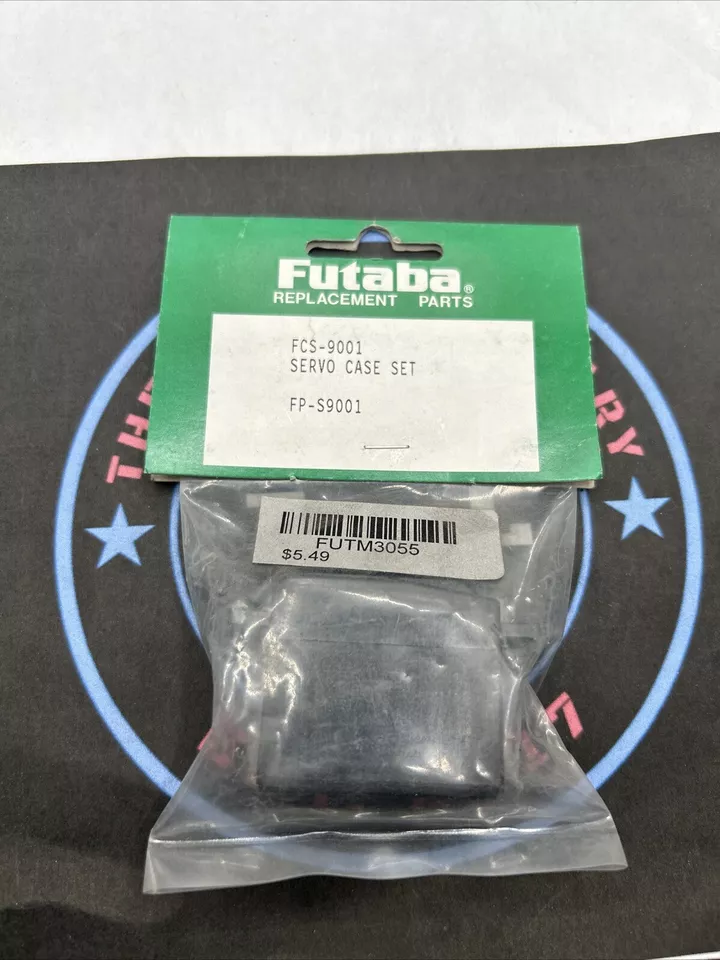 Futaba®
REPLACEMENT PARTS
FCS-9001
SERVO CASE SET
FP-S9001
FUTM3055
$5.49